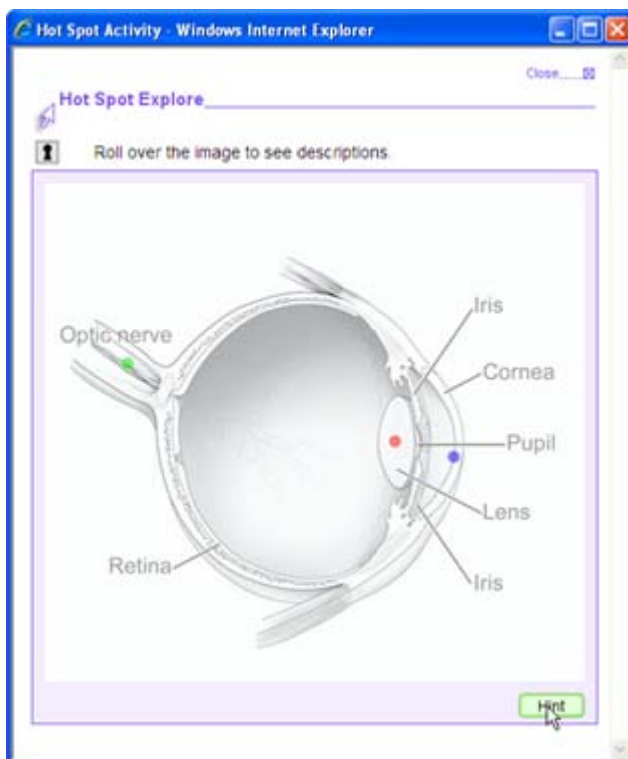 Hot Spot Activity - Windows Internet Explorer
Close
Hot Spot Explore
Roll over the image to see descriptions.
Iris
Optic nerve
Cornea
Pupil
Lens
Retina
Iris
Hint